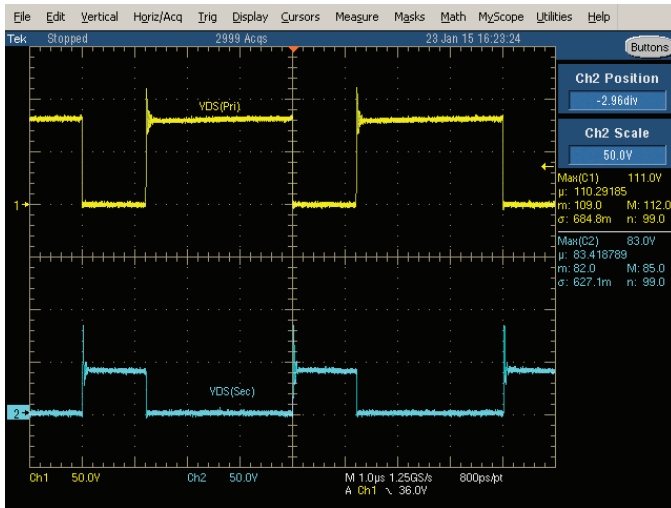 File Edit Vertical Horiz/Acq Trig Display Cursors Measure Masks Math MyScope Utilities Help
Tek Stopped 2999 Acqs 23 Jan 15 16:23:24
Buttons
Ch2 Position
-2.96div
Ch2 Scale
50.0V
Max(C1) 111.0V
µ: 110.29185
m: 109.0 M: 112.0
σ: 684.8m n: 99.0
Max(C2) 83.0V
µ: 83.418789
m: 82.0 M: 85.0
σ: 627.1m n: 99.0
VDS(Pri)
1
VDS(Sec)
2
Ch1 50.0V Ch2 50.0V M 1.0µs 1.25GS/s 800ps/pt
A Ch1 ↘ 36.0V